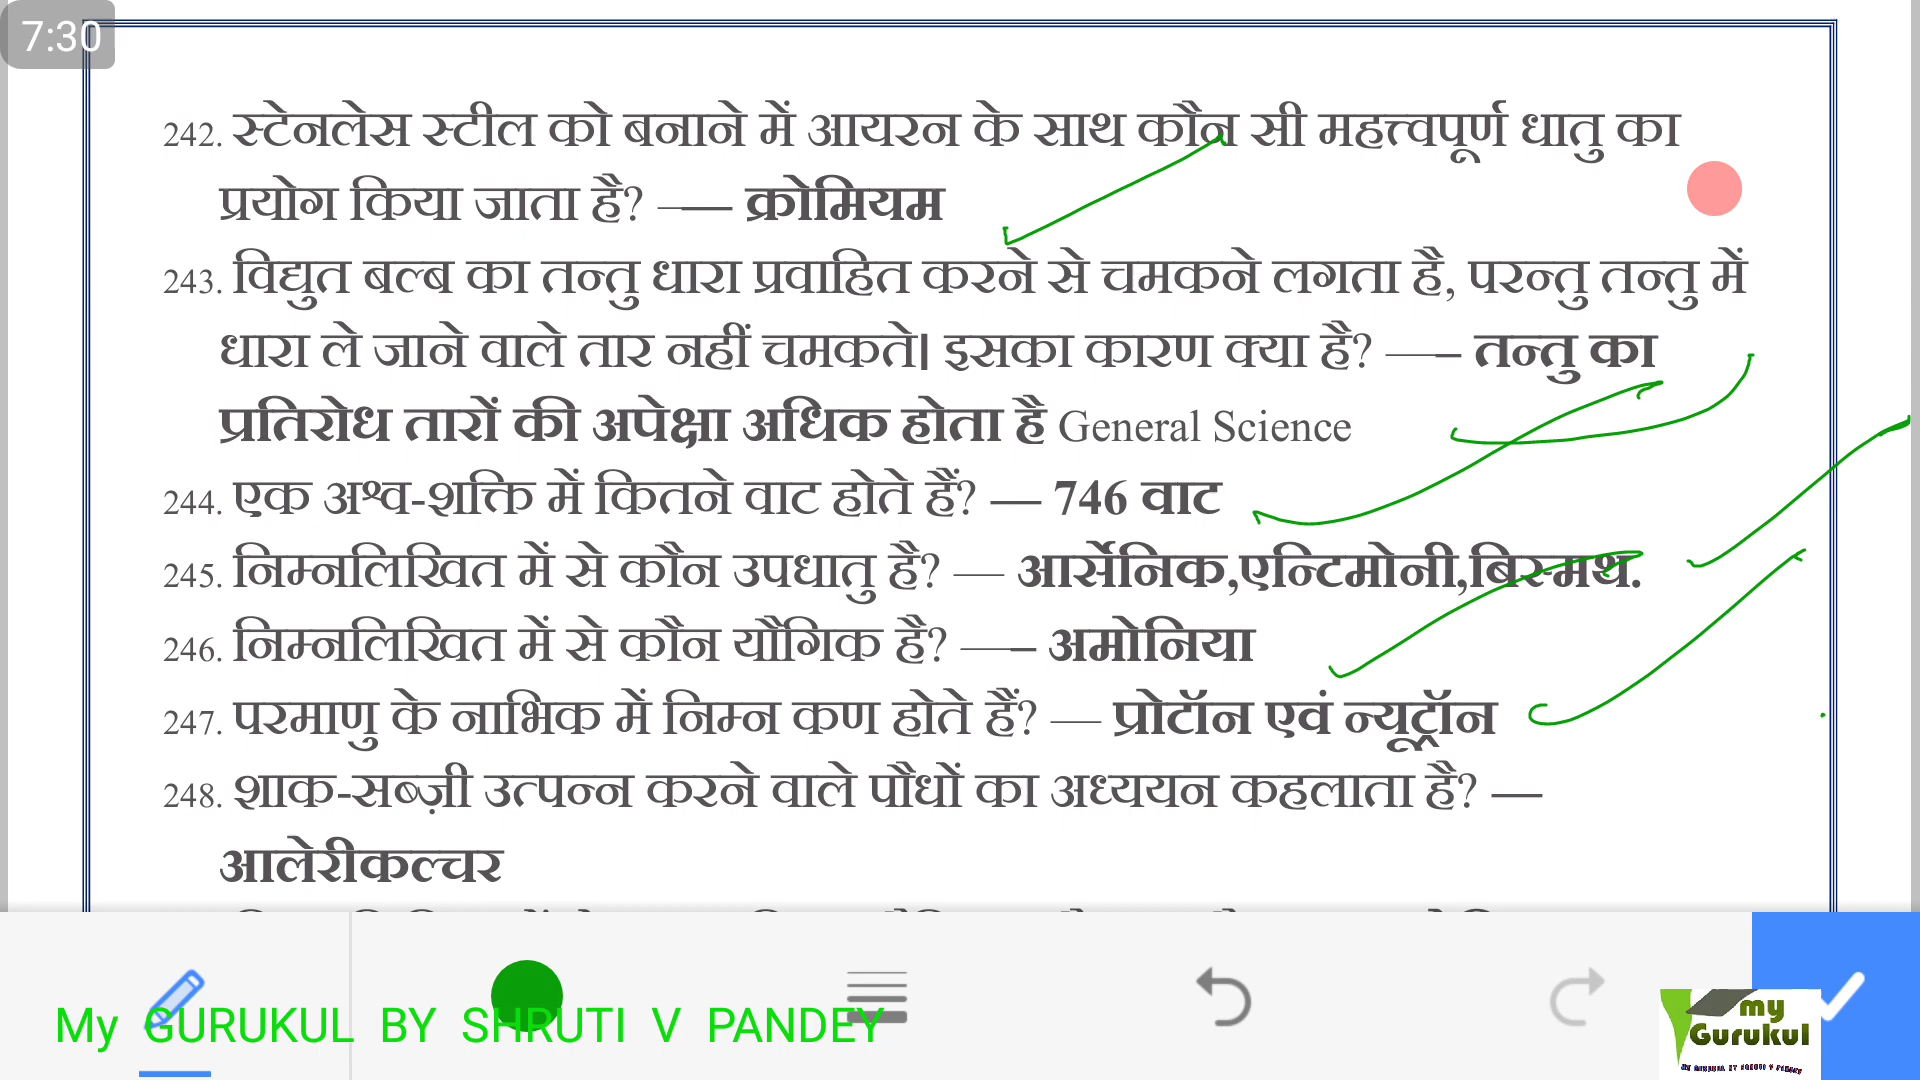 7:30
242. स्टेनलेस स्टील को बनाने में आयरन के साथ कौन सी महत्त्वपूर्ण धातु का
प्रयोग किया जाता है? —– क्रोमियम
243. विद्युत बल्ब का तन्तु धारा प्रवाहित करने से चमकने लगता है, परन्तु तन्तु में
धारा ले जाने वाले तार नहीं चमकते। इसका कारण क्या है? —– तन्तु का
प्रतिरोध तारों की अपेक्षा अधिक होता है General Science
244. एक अश्व-शक्ति में कितने वाट होते हैं? — 746 वाट
245. निम्नलिखित में से कौन उपधातु है? — आर्सेनिक,एन्टिमोनी,बिस्मथ.
246. निम्नलिखित में से कौन यौगिक है? —– अमोनिया
247. परमाणु के नाभिक में निम्न कण होते हैं? — प्रोटॉन एवं न्यूट्रॉन
248. शाक-सब्ज़ी उत्पन्न करने वाले पौधों का अध्ययन कहलाता है? —
आलेरीकल्चर
My GURUKUL BY SHRUTI V PANDEY
my
Gurukul